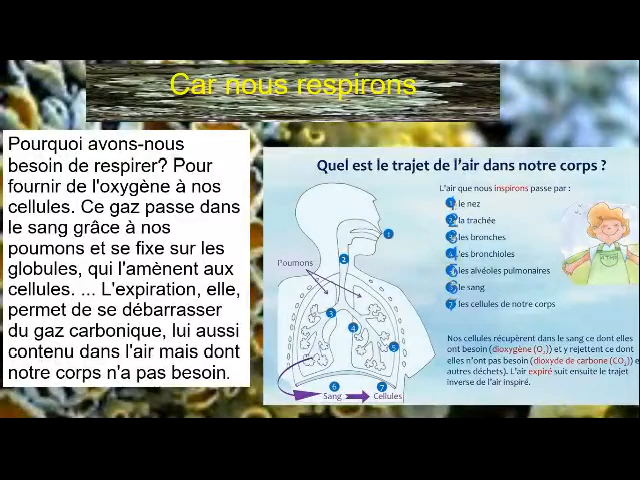 Car nous respirons
Pourquoi avons-nous
besoin de respirer? Pour
fournir de l'oxygène à nos
cellules. Ce gaz passe dans
le sang grâce à nos
poumons et se fixe sur les
globules, qui l'amènent aux
cellules. ... L'expiration, elle,
permet de se débarrasser
du gaz carbonique, lui aussi
contenu dans l'air mais dont
notre corps n'a pas besoin.
Quel est le trajet de l'air dans notre corps ?
L'air que nous inspirons passe par :
1 le nez
2 la trachée
3 les bronches
4 les bronchioles
5 les alvéoles pulmonaires
6 le sang
7 les cellules de notre corps
Poumons
1
2
3
4
5
6
7
Sang
Cellules
Nos cellules récupèrent dans le sang ce dont elles
ont besoin (dioxygène (O2)) et y rejettent ce dont
elles n'ont pas besoin (dioxyde de carbone (CO2) e
autres déchets). L'air expiré suit ensuite le trajet
inverse de l'air inspiré.